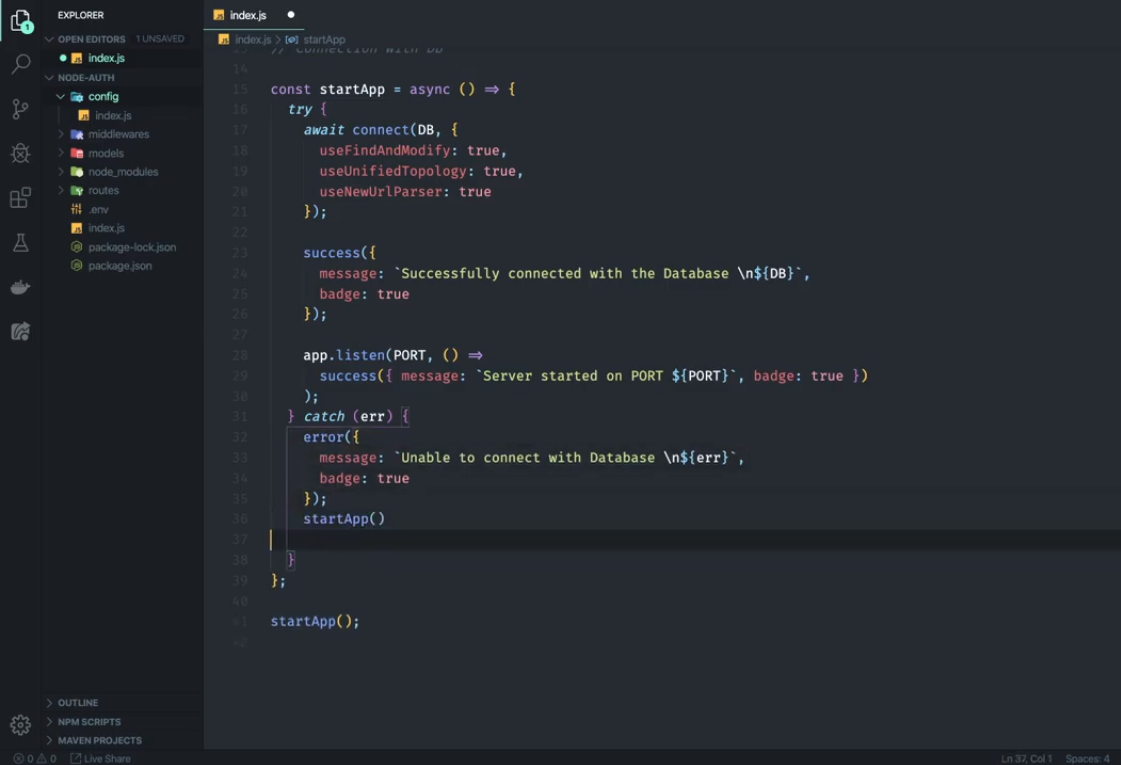 EXPLORER
OPEN EDITORS 1 UNSAVED
index.js
NODE-AUTH
config
index.js
middlewares
models
node_modules
routes
.env
index.js
package-lock.json
package.json
OUTLINE
NPM SCRIPTS
MAVEN PROJECTS
1
index.js
index.js > startApp
13 // Connection with DB
14
15 const startApp = async () => {
16 try {
17 await connect(DB, {
18 useFindAndModify: true,
19 useUnifiedTopology: true,
20 useNewUrlParser: true
21 });
22
23 success({
24 message: `Successfully connected with the Database \n${DB}`,
25 badge: true
26 });
27
28 app.listen(PORT, () =>
29 success({ message: `Server started on PORT ${PORT}`, badge: true })
30 );
31 } catch (err) {
32 error({
33 message: `Unable to connect with Database \n${err}`,
34 badge: true
35 });
36 startApp()
37
38 }
39 };
40
41 startApp();
42
0 0 Live Share
Ln 37, Col 1 Spaces: 4